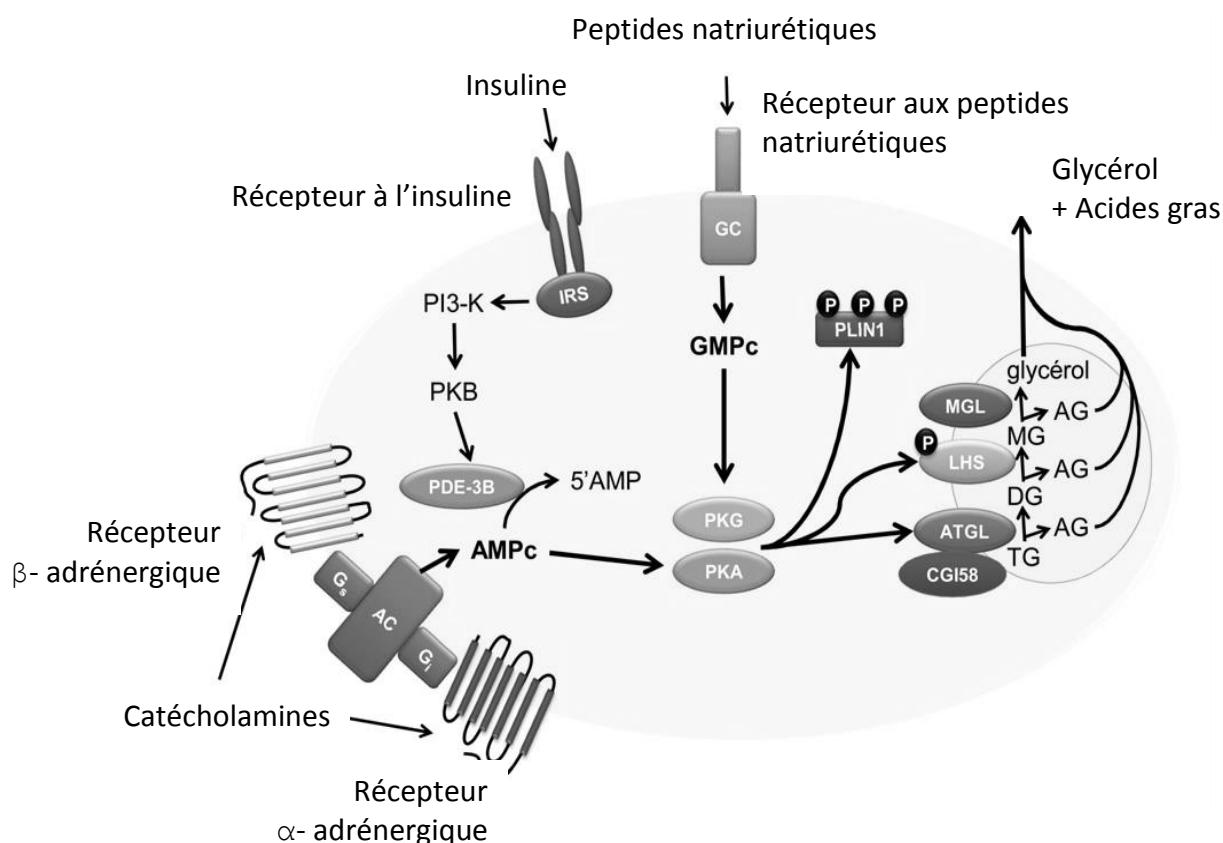 Peptides natriurétiques
Insuline
Récepteur aux peptides
natriurétiques
Récepteur à l’insuline
Glycérol
+ Acides gras
GC
IRS
PI3-K
P P P
PLIN1
GMPc
PKB
glycérol
MGL
AG
MG
P
LHS
AG
DG
PDE-3B
5'AMP
PKG
ATGL
AG
TG
CGI58
Récepteur
β- adrénergique
AMPc
PKA
Gs
AC
Gi
Catécholamines
Récepteur
α- adrénergique